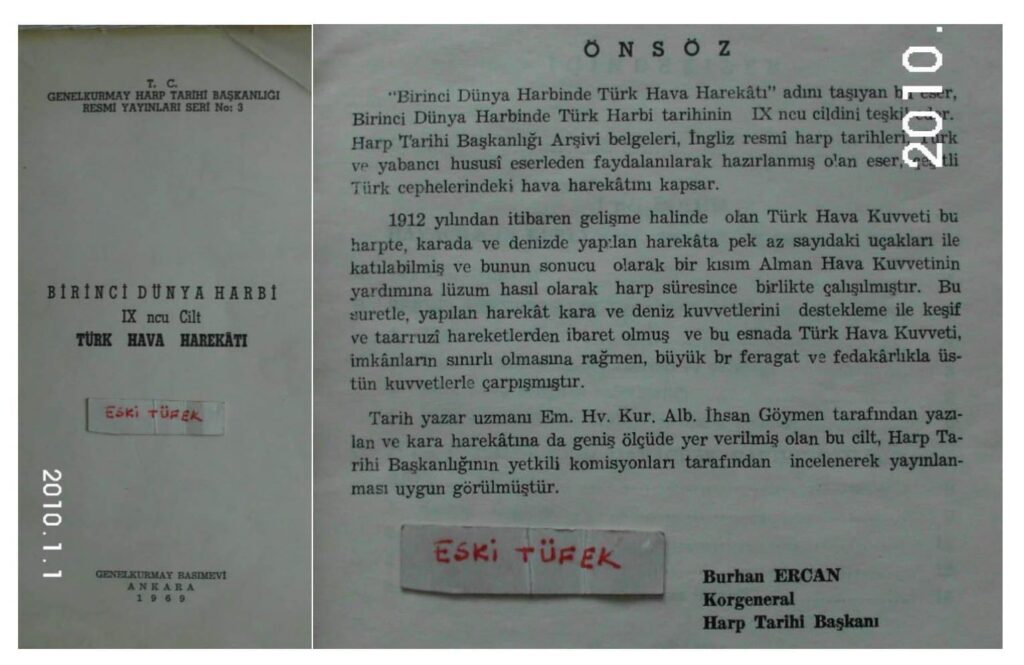 T. C.
GENELKURMAY HARP TARİHİ BAŞKANLIĞI
RESMİ YAYINLARI SERİ No: 3
BİRİNCİ DÜNYA HARBİ
IX ncu Cilt
TÜRK HAVA HAREKÂTI
ESKİ TÜFEK
2010.1.1
GENELKURMAY BASIMEVİ
ANKARA
1969
ÖNSÖZ
"Birinci Dünya Harbinde Türk Hava Harekâtı" adını taşıyan bu eser,
Birinci Dünya Harbinde Türk Harbi tarihinin IX ncu cildini teşkil eder.
Harp Tarihi Başkanlığı Arşivi belgeleri, İngliz resmî harp tarihleri, Türk
ve yabancı hususî eserleden faydalanılarak hazırlanmış olan eser, çeşitli
Türk cephelerindeki hava harekâtını kapsar.
1912 yılından itibaren gelişme halinde olan Türk Hava Kuvveti bu
harpte, karada ve denizde yapılan harekâta pek az sayıdaki uçakları ile
katılabilmiş ve bunun sonucu olarak bir kısım Alman Hava Kuvvetinin
yardımına lüzum hasıl olarak harp süresince birlikte çalışılmıştır. Bu
suretle, yapılan harekât kara ve deniz kuvvetlerini destekleme ile keşif
ve taarruzî hareketlerden ibaret olmuş ve bu esnada Türk Hava Kuvveti,
imkânların sınırlı olmasına rağmen, büyük br feragat ve fedakârlıkla üs-
tün kuvvetlerle çarpışmıştır.
Tarih yazar uzmanı Em. Hv. Kur. Alb. İhsan Göymen tarafından yazı-
lan ve kara harekâtına da geniş ölçüde yer verilmiş olan bu cilt, Harp Ta-
rihi Başkanlığının yetkili komisyonları tarafından incelenerek yayınlan-
ması uygun görülmüştür.
ESKİ TÜFEK
Burhan ERCAN
Korgeneral
Harp Tarihi Başkanı
2010.